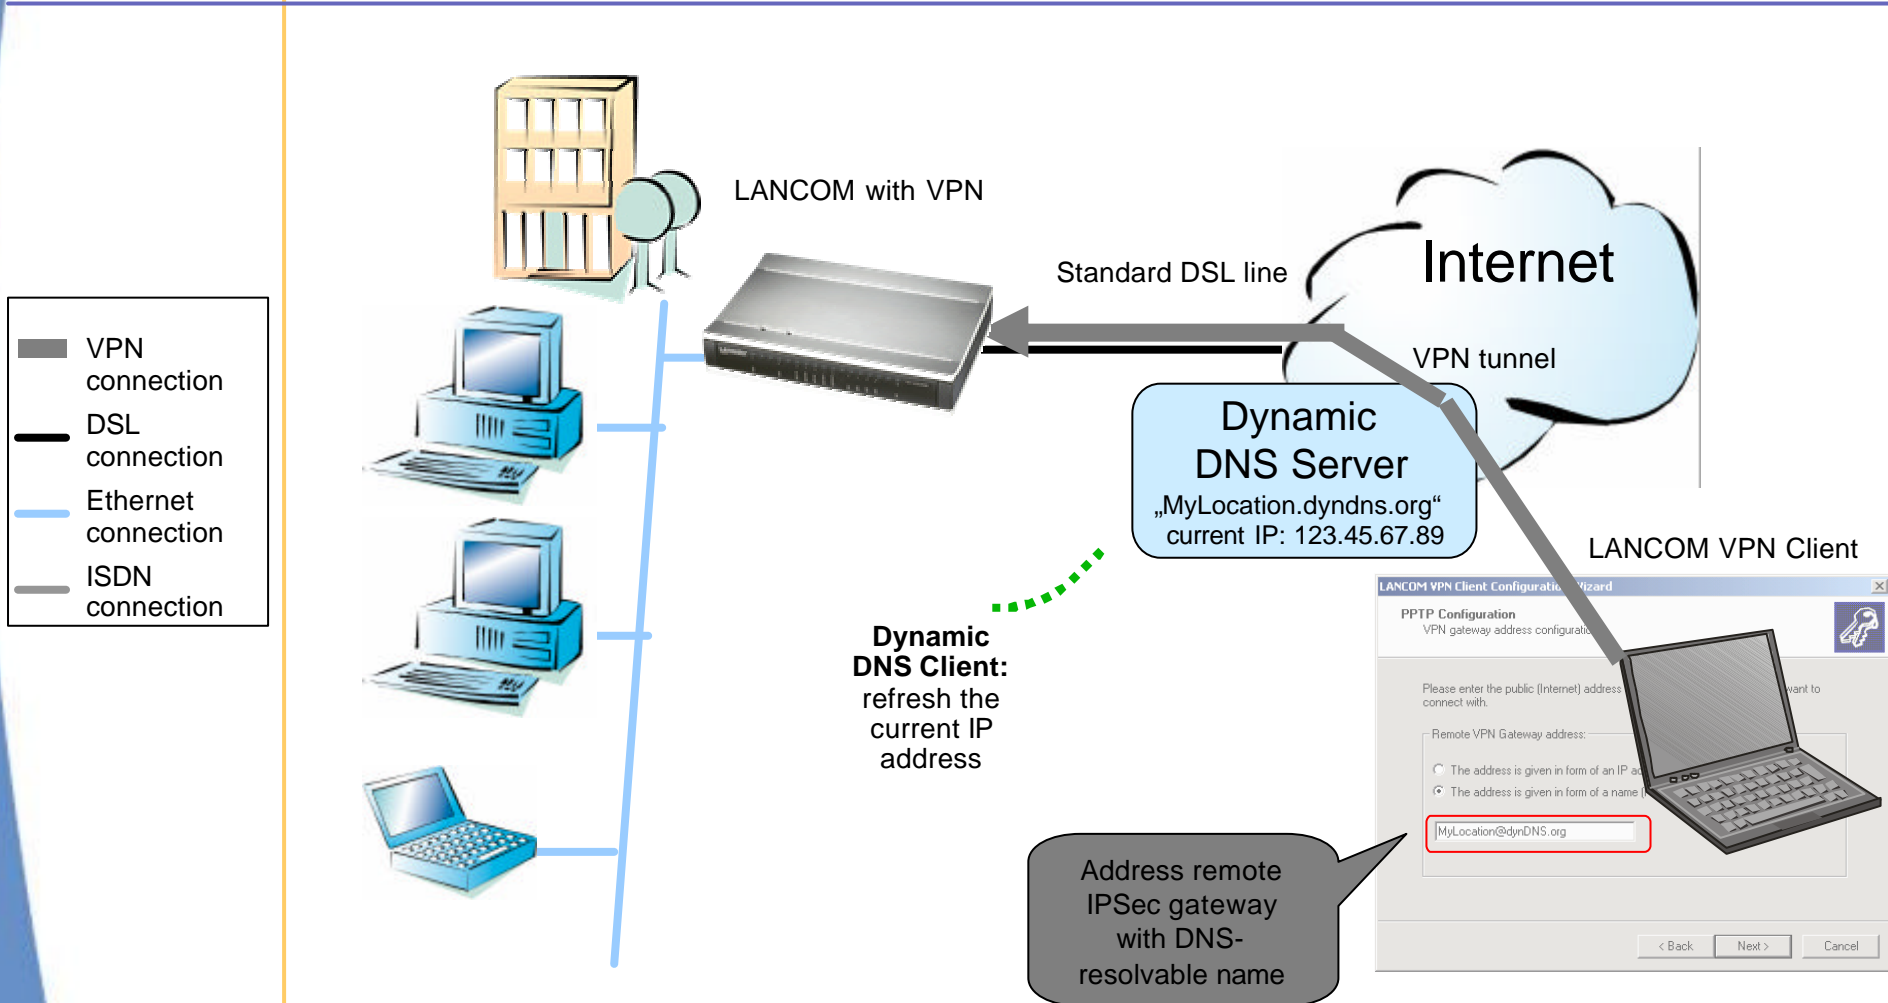 LANCOM with VPN
Standard DSL line
Internet
VPN tunnel
VPN
connection
DSL
connection
Ethernet
connection
ISDN
connection
Dynamic
DNS Server
„MyLocation.dyndns.org“
current IP: 123.45.67.89
LANCOM VPN Client
Dynamic
DNS Client:
refresh the
current IP
address
LANCOM VPN Client Configuration Wizard
PPTP Configuration
VPN gateway address configuration
Please enter the public (Internet) address want to
connect with.
Remote VPN Gateway address:
The address is given in form of an IP
The address is given in form of a name
MyLocation@dynDNS.org
< Back
Next >
Cancel
Address remote
IPSec gateway
with DNS-
resolvable name